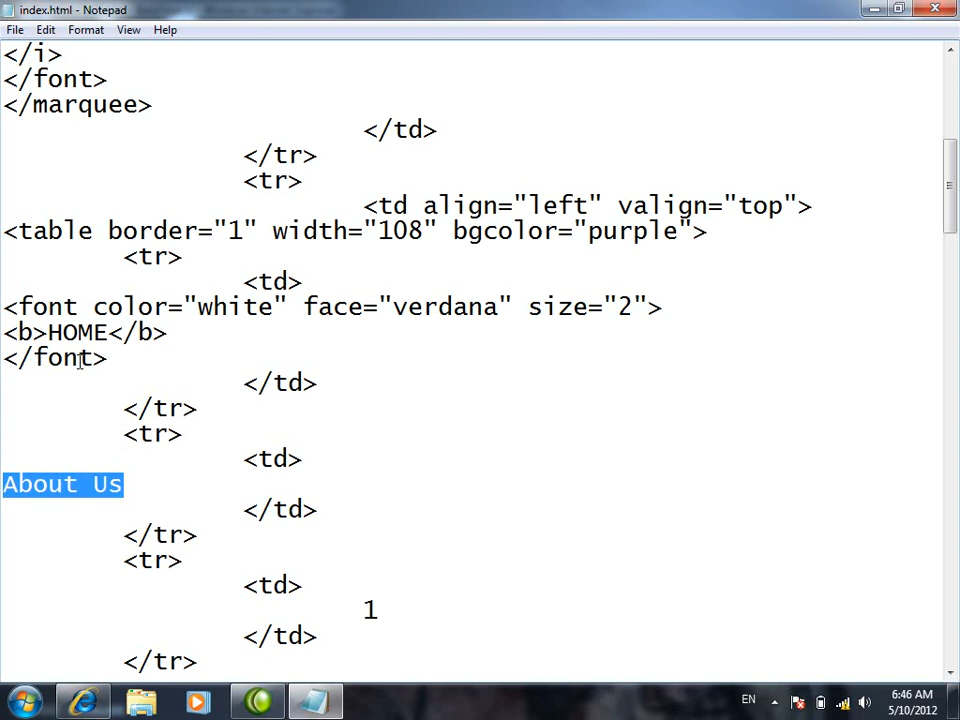 index.html - Notepad
File Edit Format View Help
</i>
</font>
</marquee>
</td>
</tr>
<tr>
<td align="left" valign="top">
<table border="1" width="108" bgcolor="purple">
<tr>
<td>
<font color="white" face="verdana" size="2">
<b>HOME</b>
</font>
</td>
</tr>
<tr>
<td>
About Us
</td>
</tr>
<tr>
<td>
1
</td>
</tr>
EN
6:46 AM
5/10/2012